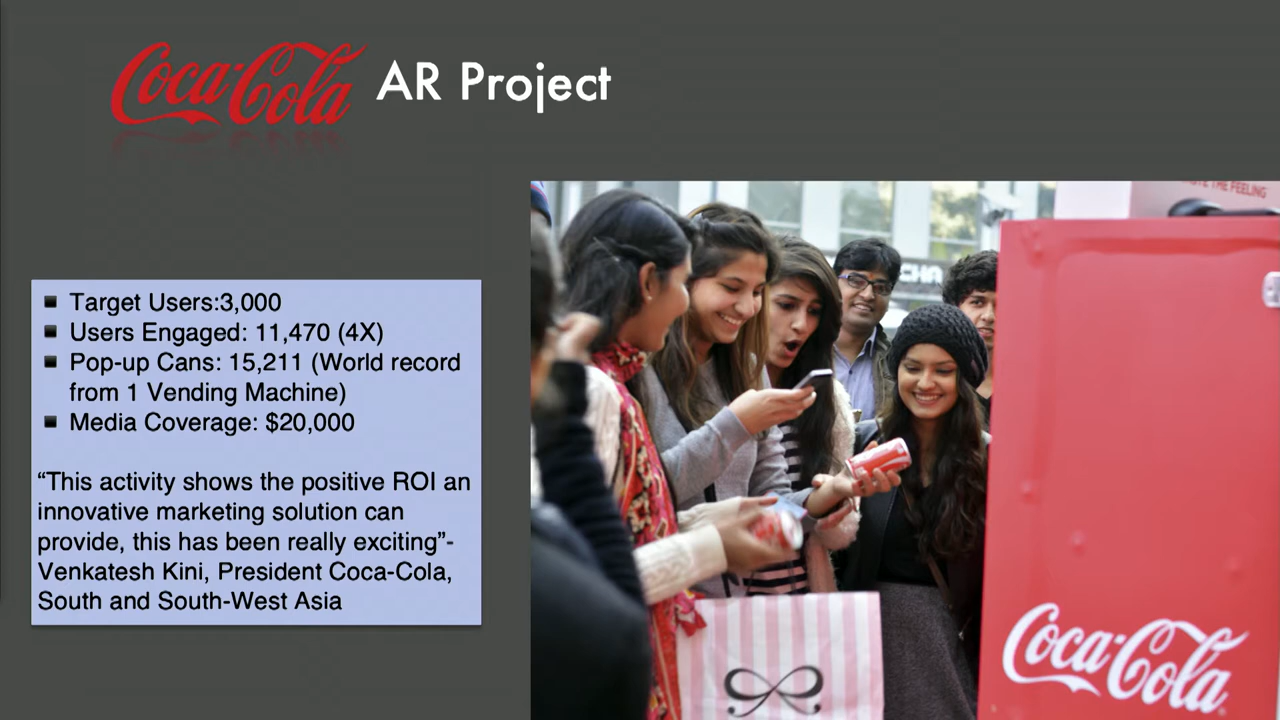 Coca-Cola AR Project
■ Target Users:3,000
■ Users Engaged: 11,470 (4X)
■ Pop-up Cans: 15,211 (World record
from 1 Vending Machine)
■ Media Coverage: $20,000
“This activity shows the positive ROI an
innovative marketing solution can
provide, this has been really exciting”-
Venkatesh Kini, President Coca-Cola,
South and South-West Asia
THE FEELING
CHA
Coca-Cola